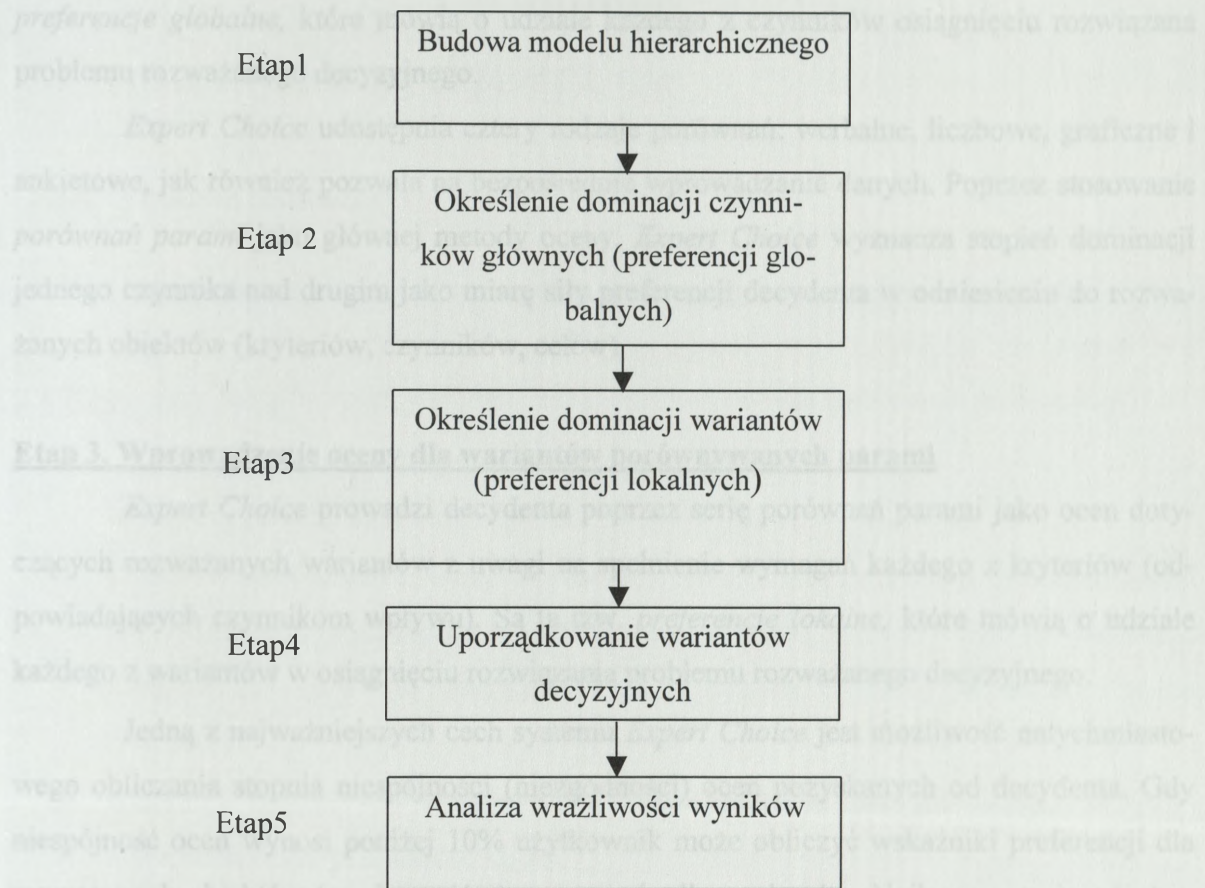 preferencje globalne, które mówią o udziale każdego z czynników osiągnięciu rozwiązana
problemu decyzyjnego.
Etap1
Budowa modelu hierarchicznego
Expert Choice udostępnia cztery rodzaje porównań: werbalne, liczbowe, graficzne i
ankietowe, jak również pozwala na bezpośrednie wprowadzanie danych. Poprzez stosowanie
Etap 2
Określenie dominacji czynni-
ków głównych (preferencji glo-
balnych)
porównań głównej metody oceny, Expert Choice wyznacza stopień dominacji
jednego czynnika nad drugim jako miarę siły preferencji decydenta w odniesieniu do rozwa-
żonych obiektów (kryteriów, czynników, celów)
Etap3
Określenie dominacji wariantów
(preferencji lokalnych)
Etap 3. Wprowadzenie oceny dla wariantów porównywanych parami
Expert Choice prowadzi decydenta poprzez serię porównań parami jako ocen doty-
czących rozważanych wariantów z uwagi na spełnienie wymagań każdego z kryteriów (od-
powiadających czynnikom wpływu). Są to tzw. preferencje lokalne, które mówią o udziale
każdego z wariantów w osiągnięciu rozwiązania problemu rozważanego decyzyjnego.
Etap4
Uporządkowanie wariantów
decyzyjnych
Jedną z najważniejszych cech systemu Expert Choice jest możliwość natychmiasto-
wego obliczania stopnia niespójności (niezgodności) ocen pozyskanych od decydenta. Gdy
niespójność ocen wynosi poniżej 10% użytkownik może obliczyć wskaźniki preferencji dla
Etap5
Analiza wrażliwości wyników